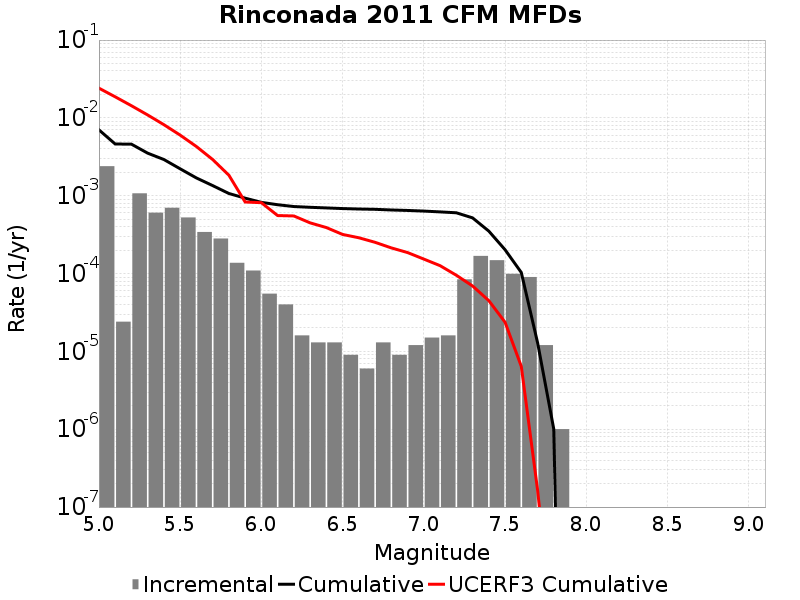 Rinconada 2011 CFM MFDs
Rate (1/yr)
10-1
10-2
10-3
10-4
10-5
10-6
10-7
5.0 5.5 6.0 6.5 7.0 7.5 8.0 8.5 9.0
Magnitude
Incremental Cumulative UCERF3 Cumulative